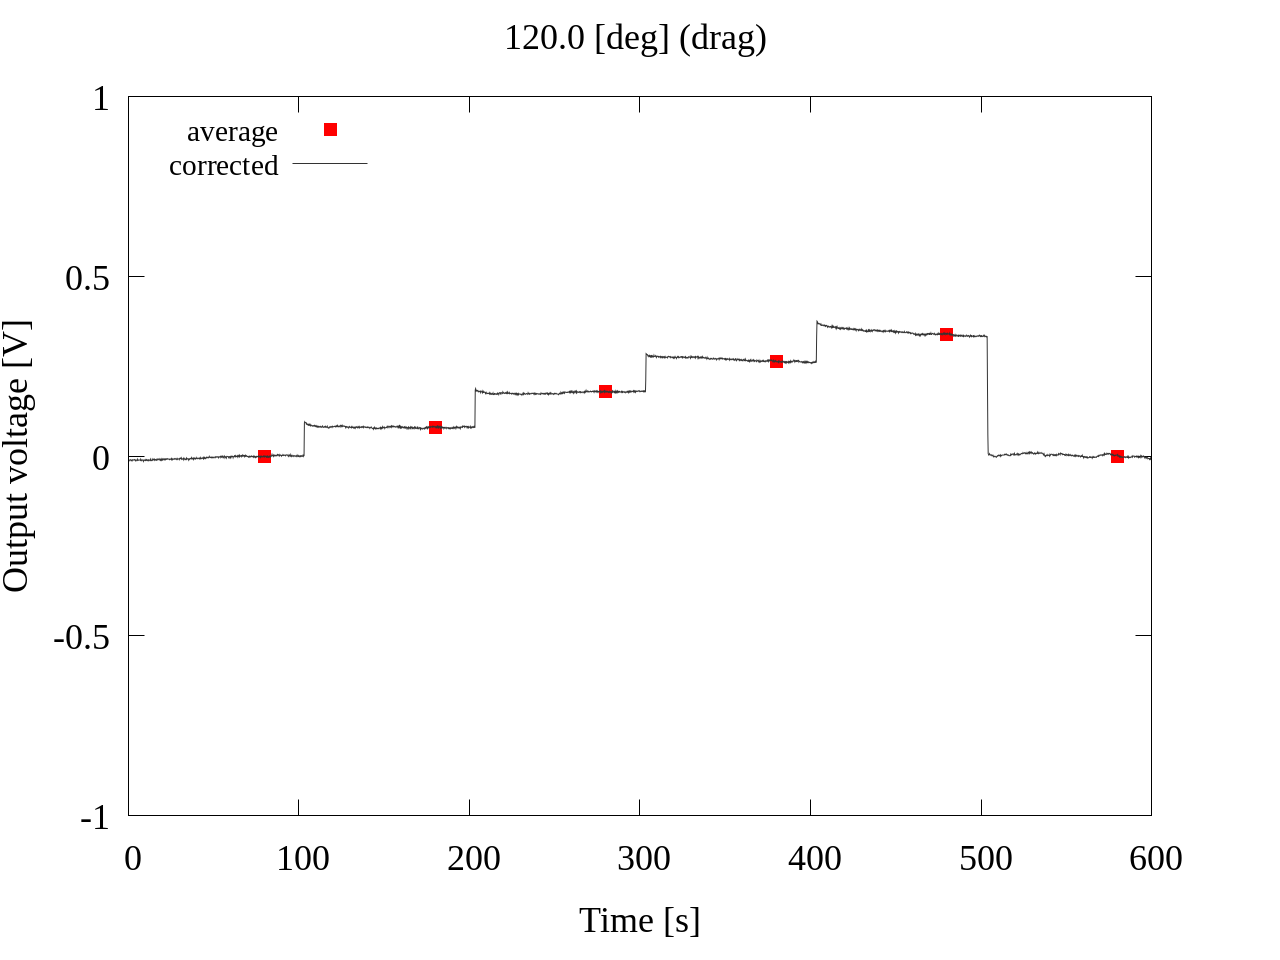 120.0 [deg] (drag)
average
corrected
1
0.5
0
-0.5
-1
Output voltage [V]
0 100 200 300 400 500 600
Time [s]